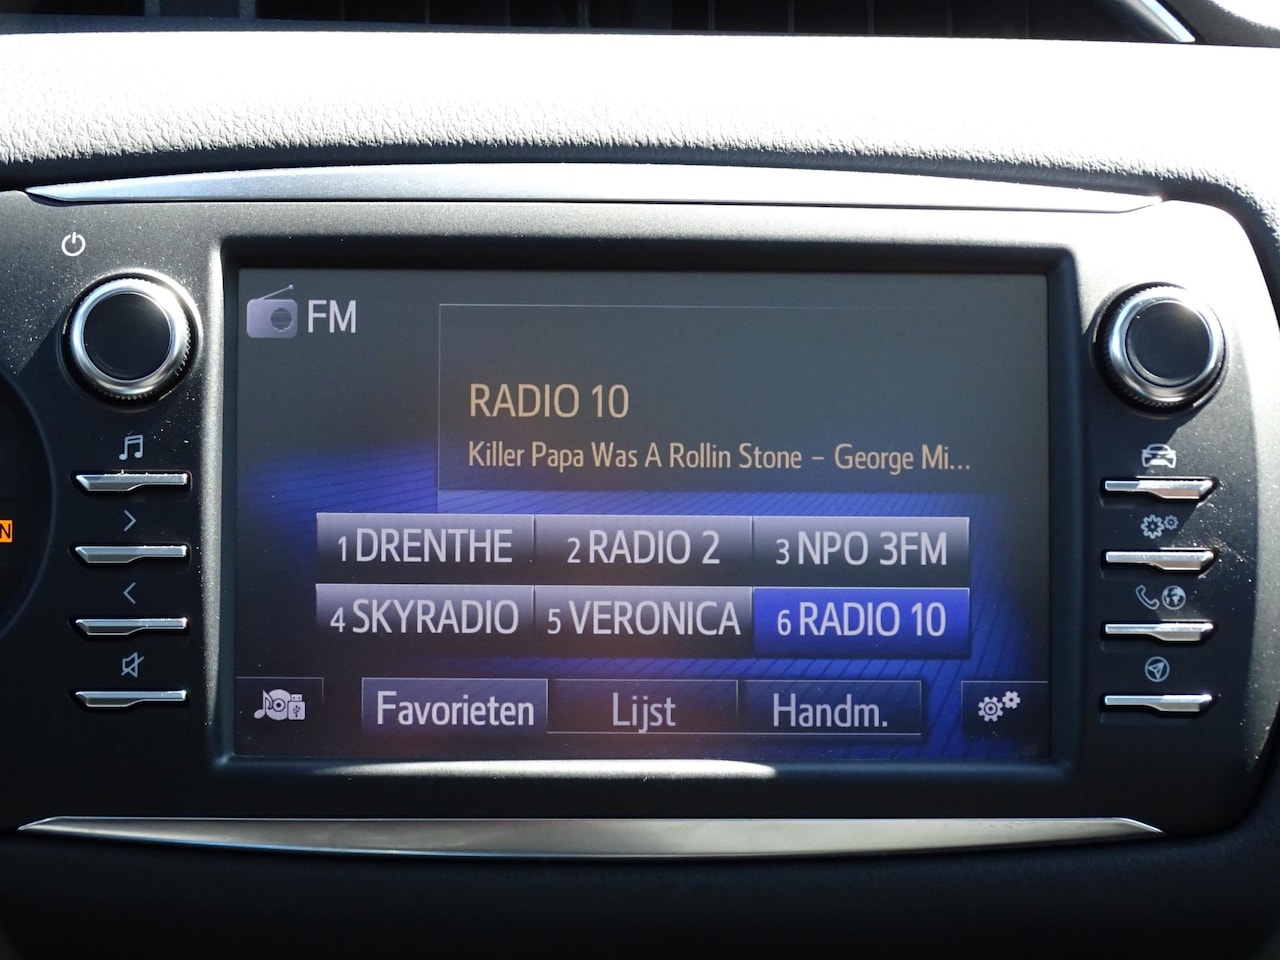 FM
RADIO 10
Killer Papa Was A Rollin Stone – George Mi...
1 DRENTHE 2 RADIO 2 3 NPO 3FM
4 SKYRADIO 5 VERONICA 6 RADIO 10
Favorieten Lijst Handm.
N